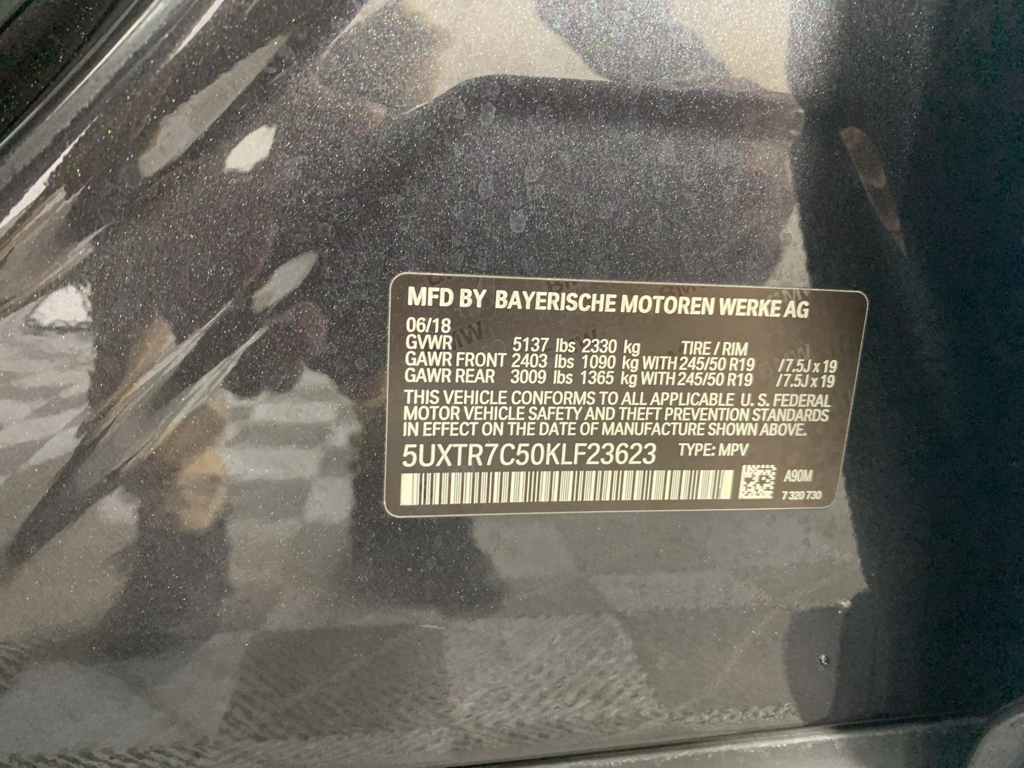 MFD BY BAYERISCHE MOTOREN WERKE AG
06/18
GVWR 5137 lbs 2330 kg TIRE / RIM
GAWR FRONT 2403 lbs 1090 kg WITH 245/50 R19 /7.5J x 19
GAWR REAR 3009 lbs 1365 kg WITH 245/50 R19 /7.5J x 19
THIS VEHICLE CONFORMS TO ALL APPLICABLE U. S. FEDERAL
MOTOR VEHICLE SAFETY AND THEFT PREVENTION STANDARDS
IN EFFECT ON THE DATE OF MANUFACTURE SHOWN ABOVE.
5UXTR7C50KLF23623 TYPE: MPV
A90M
7 320 730